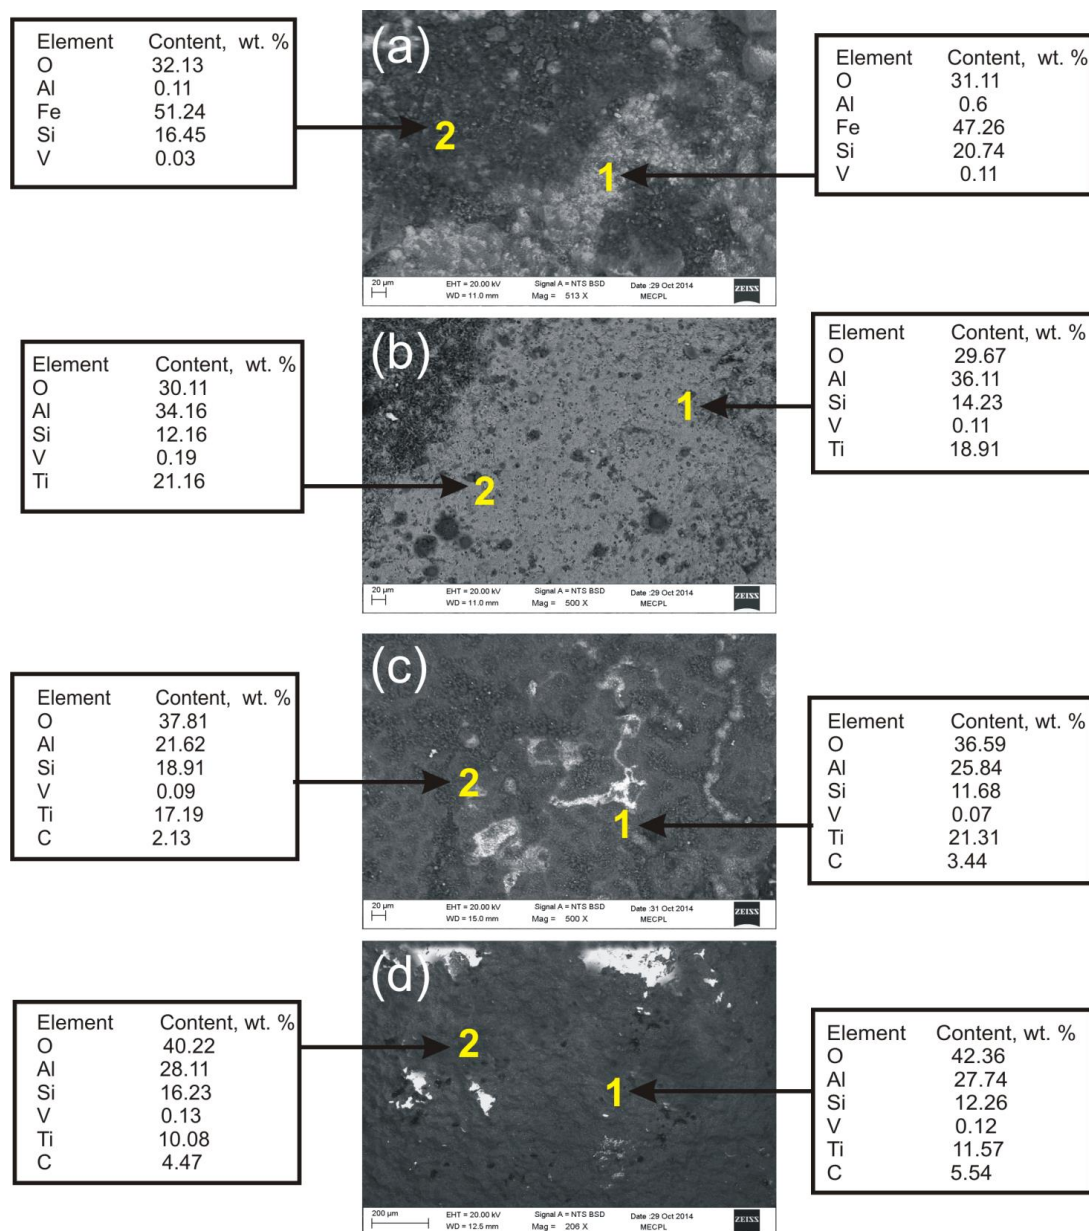 Element Content, wt. %
O 32.13
Al 0.11
Fe 51.24
Si 16.45
V 0.03
(a)
2
1
Element Content, wt. %
O 31.11
Al 0.6
Fe 47.26
Si 20.74
V 0.11
20 µm EHT = 20.00 kV Signal A = NTS BSD Date :29 Oct 2014 ZEISS
WD = 11.0 mm Mag = 513 X MECPL
Element Content, wt. %
O 30.11
Al 34.16
Si 12.16
V 0.19
Ti 21.16
(b)
1
2
Element Content, wt. %
O 29.67
Al 36.11
Si 14.23
V 0.11
Ti 18.91
20 µm EHT = 20.00 kV Signal A = NTS BSD Date :29 Oct 2014 ZEISS
WD = 11.0 mm Mag = 500 X MECPL
Element Content, wt. %
O 37.81
Al 21.62
Si 18.91
V 0.09
Ti 17.19
C 2.13
(c)
2
1
Element Content, wt. %
O 36.59
Al 25.84
Si 11.68
V 0.07
Ti 21.31
C 3.44
20 µm EHT = 20.00 kV Signal A = NTS BSD Date :31 Oct 2014 ZEISS
WD = 15.0 mm Mag = 500 X MECPL
Element Content, wt. %
O 40.22
Al 28.11
Si 16.23
V 0.13
Ti 10.08
C 4.47
(d)
2
1
Element Content, wt. %
O 42.36
Al 27.74
Si 12.26
V 0.12
Ti 11.57
C 5.54
200 µm EHT = 20.00 kV Signal A = NTS BSD Date :29 Oct 2014 ZEISS
WD = 12.5 mm Mag = 206 X MECPL